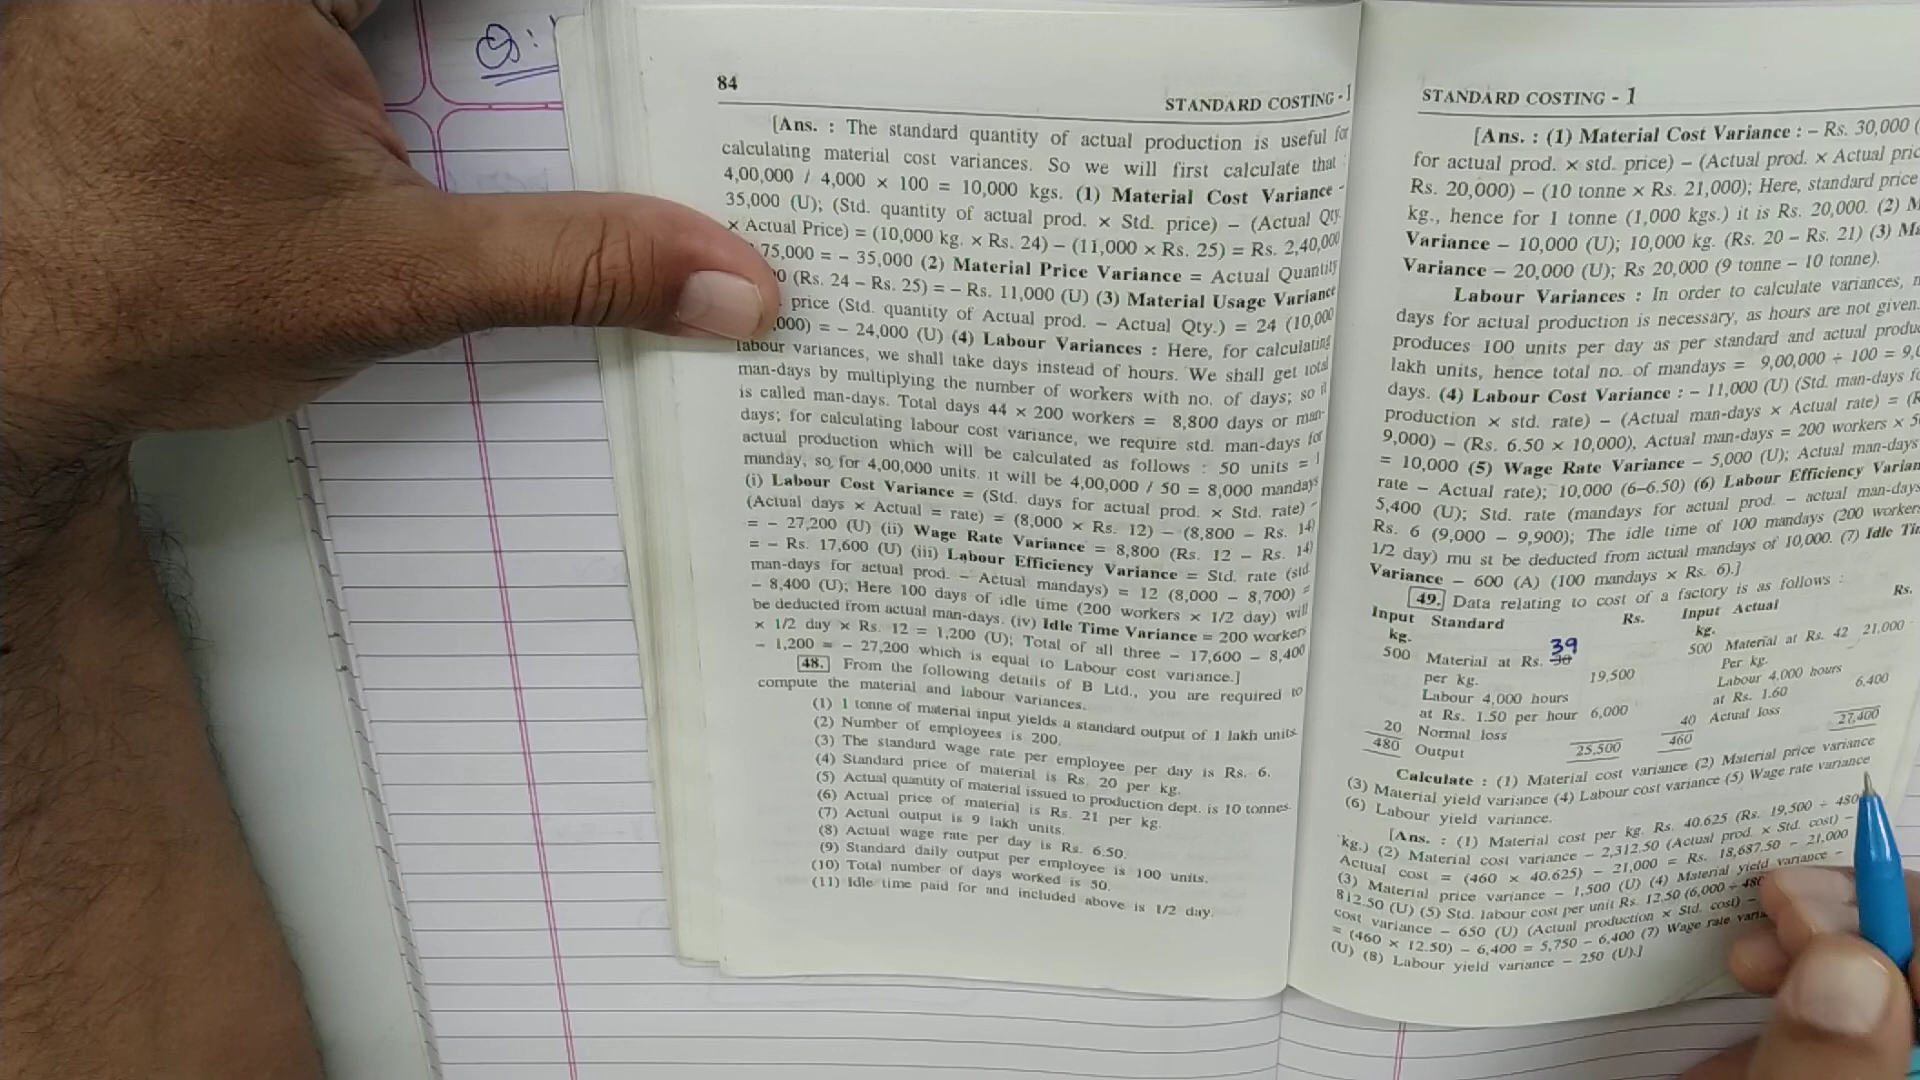 Q:
84
STANDARD COSTING - 1
[Ans. : The standard quantity of actual production is useful for
calculating material cost variances. So we will first calculate that :
4,00,000 / 4,000 × 100 = 10,000 kgs. (1) Material Cost Variance -
35,000 (U); (Std. quantity of actual prod. × Std. price) – (Actual Qty.
× Actual Price) = (10,000 kg. × Rs. 24) – (11,000 × Rs. 25) = Rs. 2,40,000
75,000 = – 35,000 (2) Material Price Variance = Actual Quantity
(Rs. 24 – Rs. 25) = – Rs. 11,000 (U) (3) Material Usage Variance
price (Std. quantity of Actual prod. – Actual Qty.) = 24 (10,000
,000) = – 24,000 (U) (4) Labour Variances : Here, for calculating
labour variances, we shall take days instead of hours. We shall get total
man-days by multiplying the number of workers with no. of days; so it
is called man-days. Total days 44 × 200 workers = 8,800 days or man-
days; for calculating labour cost variance, we require std. man-days for
actual production which will be calculated as follows : 50 units = 1
manday, so, for 4,00,000 units. it will be 4,00,000 / 50 = 8,000 mandays
(i) Labour Cost Variance = (Std. days for actual prod. × Std. rate) –
(Actual days × Actual = rate) = (8,000 × Rs. 12) – (8,800 – Rs. 14)
= – 27,200 (U) (ii) Wage Rate Variance = 8,800 (Rs. 12 – Rs. 14)
= – Rs. 17,600 (U) (iii) Labour Efficiency Variance = Std. rate (std.
man-days for actual prod. – Actual mandays) = 12 (8,000 – 8,700) =
– 8,400 (U); Here 100 days of idle time (200 workers × 1/2 day) will
be deducted from actual man-days. (iv) Idle Time Variance = 200 workers
× 1/2 day × Rs. 12 = 1,200 (U); Total of all three – 17,600 – 8,400
– 1,200 = – 27,200 which is equal to Labour cost variance.]
48. From the following details of B Ltd., you are required to
compute the material and labour variances.
(1) 1 tonne of material input yields a standard output of 1 lakh units.
(2) Number of employees is 200.
(3) The standard wage rate per employee per day is Rs. 6.
(4) Standard price of material is Rs. 20 per kg.
(5) Actual quantity of material issued to production dept. is 10 tonnes.
(6) Actual price of material is Rs. 21 per kg.
(7) Actual output is 9 lakh units.
(8) Actual wage rate per day is Rs. 6.50.
(9) Standard daily output per employee is 100 units.
(10) Total number of days worked is 50.
(11) Idle time paid for and included above is 1/2 day.
STANDARD COSTING - 1
[Ans. : (1) Material Cost Variance : – Rs. 30,000 (
for actual prod. × std. price) – (Actual prod. × Actual
Rs. 20,000) – (10 tonne × Rs. 21,000); Here, standard price
kg., hence for 1 tonne (1,000 kgs.) it is Rs. 20,000. (2)
Variance – 10,000 (U); 10,000 kg. (Rs. 20 – Rs. 21) (3)
Variance – 20,000 (U); Rs 20,000 (9 tonne – 10 tonne).
Labour Variances : In order to calculate variances,
days for actual production is necessary, as hours are not given.
produces 100 units per day as per standard and actual
lakh units, hence total no. of mandays = 9,00,000 ÷ 100 =
days. (4) Labour Cost Variance : – 11,000 (U) (Std. man-days
production × std. rate) – (Actual man-days × Actual rate) =
9,000) – (Rs. 6.50 × 10,000), Actual man-days = 200 workers ×
= 10,000 (5) Wage Rate Variance – 5,000 (U); Actual man-days
rate – Actual rate); 10,000 (6–6.50) (6) Labour Efficiency
5,400 (U); Std. rate (mandays for actual prod. – actual man-days
Rs. 6 (9,000 – 9,900); The idle time of 100 mandays (200
1/2 day) mu st be deducted from actual mandays of 10,000. (7) Idle
Variance – 600 (A) (100 mandays × Rs. 6).]
49. Data relating to cost of a factory is as follows :
Input Standard Rs. Input Actual Rs.
kg. kg.
39
500 Material at Rs. 30 500 Material at Rs. 42 21,000
per kg. 19,500 Per kg.
Labour 4,000 hours Labour 4,000 hours
at Rs. 1.50 per hour 6,000 at Rs. 1.60 6,400
20 Normal loss 40 Actual loss
480 Output 25,500 460 27,400
Calculate : (1) Material cost variance (2) Material price variance
(3) Material yield variance (4) Labour cost variance (5) Wage rate variance
(6) Labour yield variance.
[Ans. : (1) Material cost per kg. Rs. 40.625 (Rs. 19,500 ÷ 480
kg.) (2) Material cost variance – 2,312.50 (Actual prod. × Std. cost) –
Actual cost = (460 × 40.625) – 21,000 = Rs. 18,687.50 – 21,000
(3) Material price variance – 1,500 (U) (4) Material yield variance –
812.50 (U) (5) Std. labour cost per unit Rs. 12.50 (6,000 ÷ 480
cost variance – 650 (U) (Actual production × Std. cost) –
= (460 × 12.50) – 6,400 = 5,750 – 6,400 (7) Wage rate
(U) (8) Labour yield variance – 250 (U).]